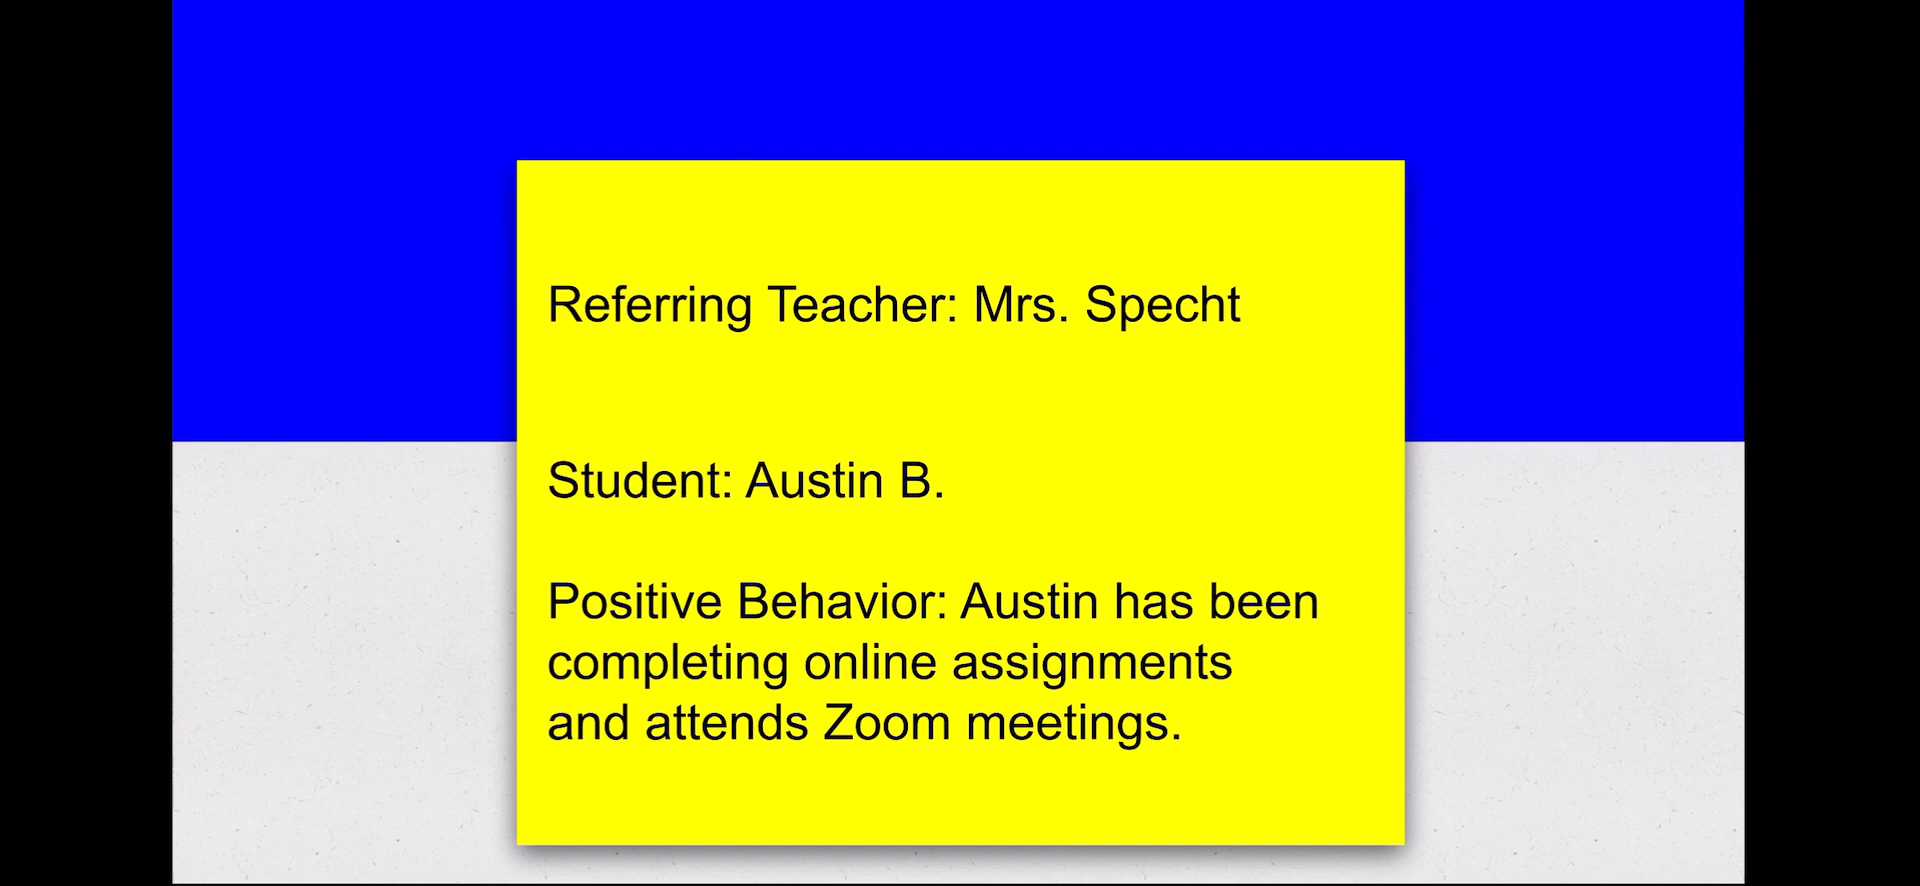 Referring Teacher: Mrs. Specht
Student: Austin B.
Positive Behavior: Austin has been
completing online assignments
and attends Zoom meetings.